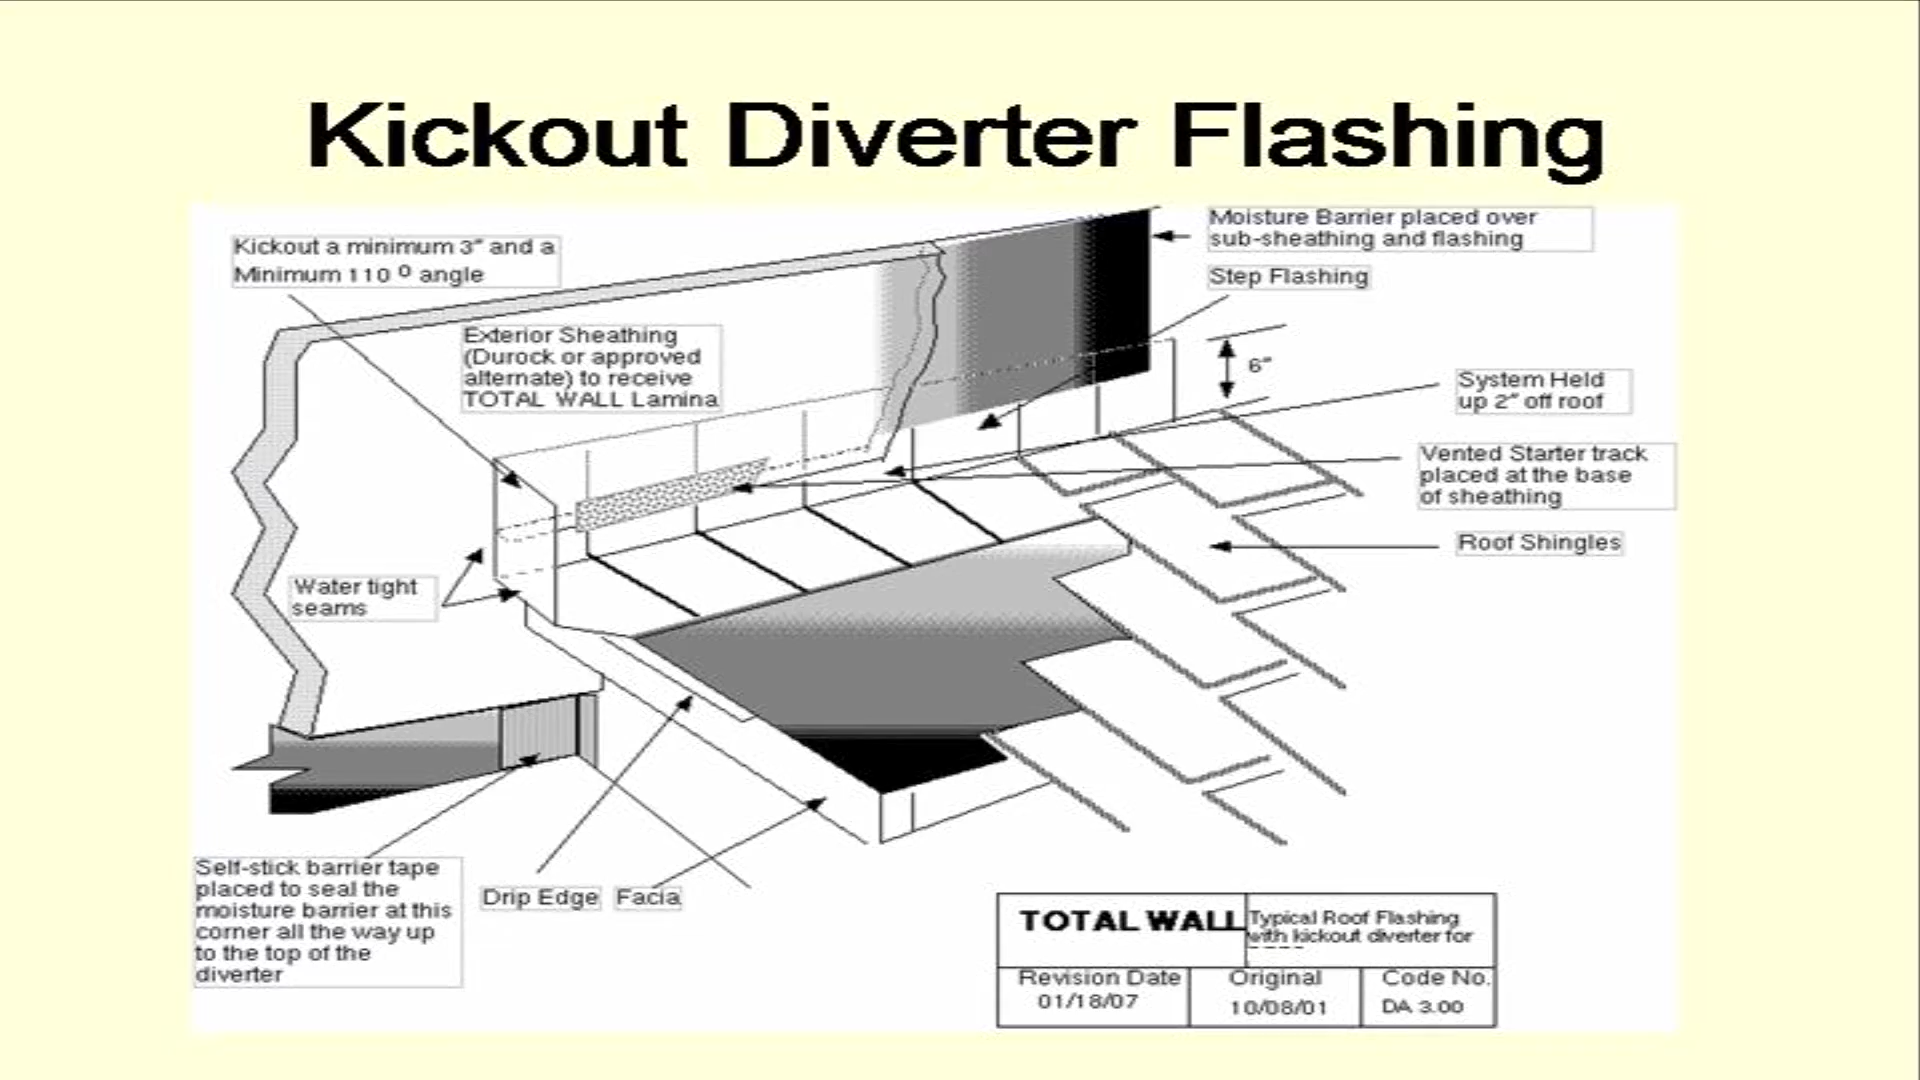 Kickout Diverter Flashing
Kickout a minimum 3" and a
Minimum 110 º angle
Moisture Barrier placed over
sub-sheathing and flashing
Step Flashing
Exterior Sheathing
(Durock or approved
alternate) to receive
TOTAL WALL Lamina
6"
System Held
up 2" off roof
Vented Starter track
placed at the base
of sheathing
Roof Shingles
Water tight
seams
Self-stick barrier tape
placed to seal the
moisture barrier at this
corner all the way up
to the top of the
diverter
Drip Edge
Facia
TOTAL WALL
Typical Roof Flashing
with kickout diverter for
Revision Date
01/18/07
Original
10/08/01
Code No.
DA 3.00